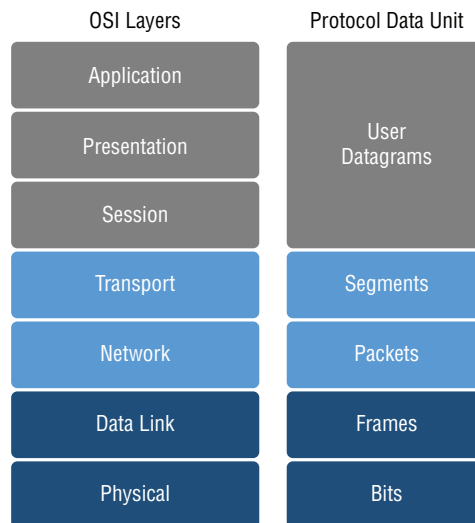 OSI Layers
Protocol Data Unit
Application
Presentation
Session
User
Datagrams
Transport
Segments
Network
Packets
Data Link
Frames
Physical
Bits